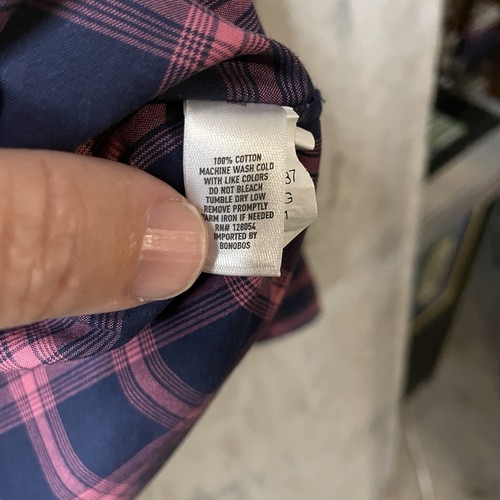 100% COTTON
MACHINE WASH COLD
WITH LIKE COLORS
DO NOT BLEACH
TUMBLE DRY LOW
REMOVE PROMPTLY
WARM IRON IF NEEDED
RN# 128054
IMPORTED BY
BONOBOS
37